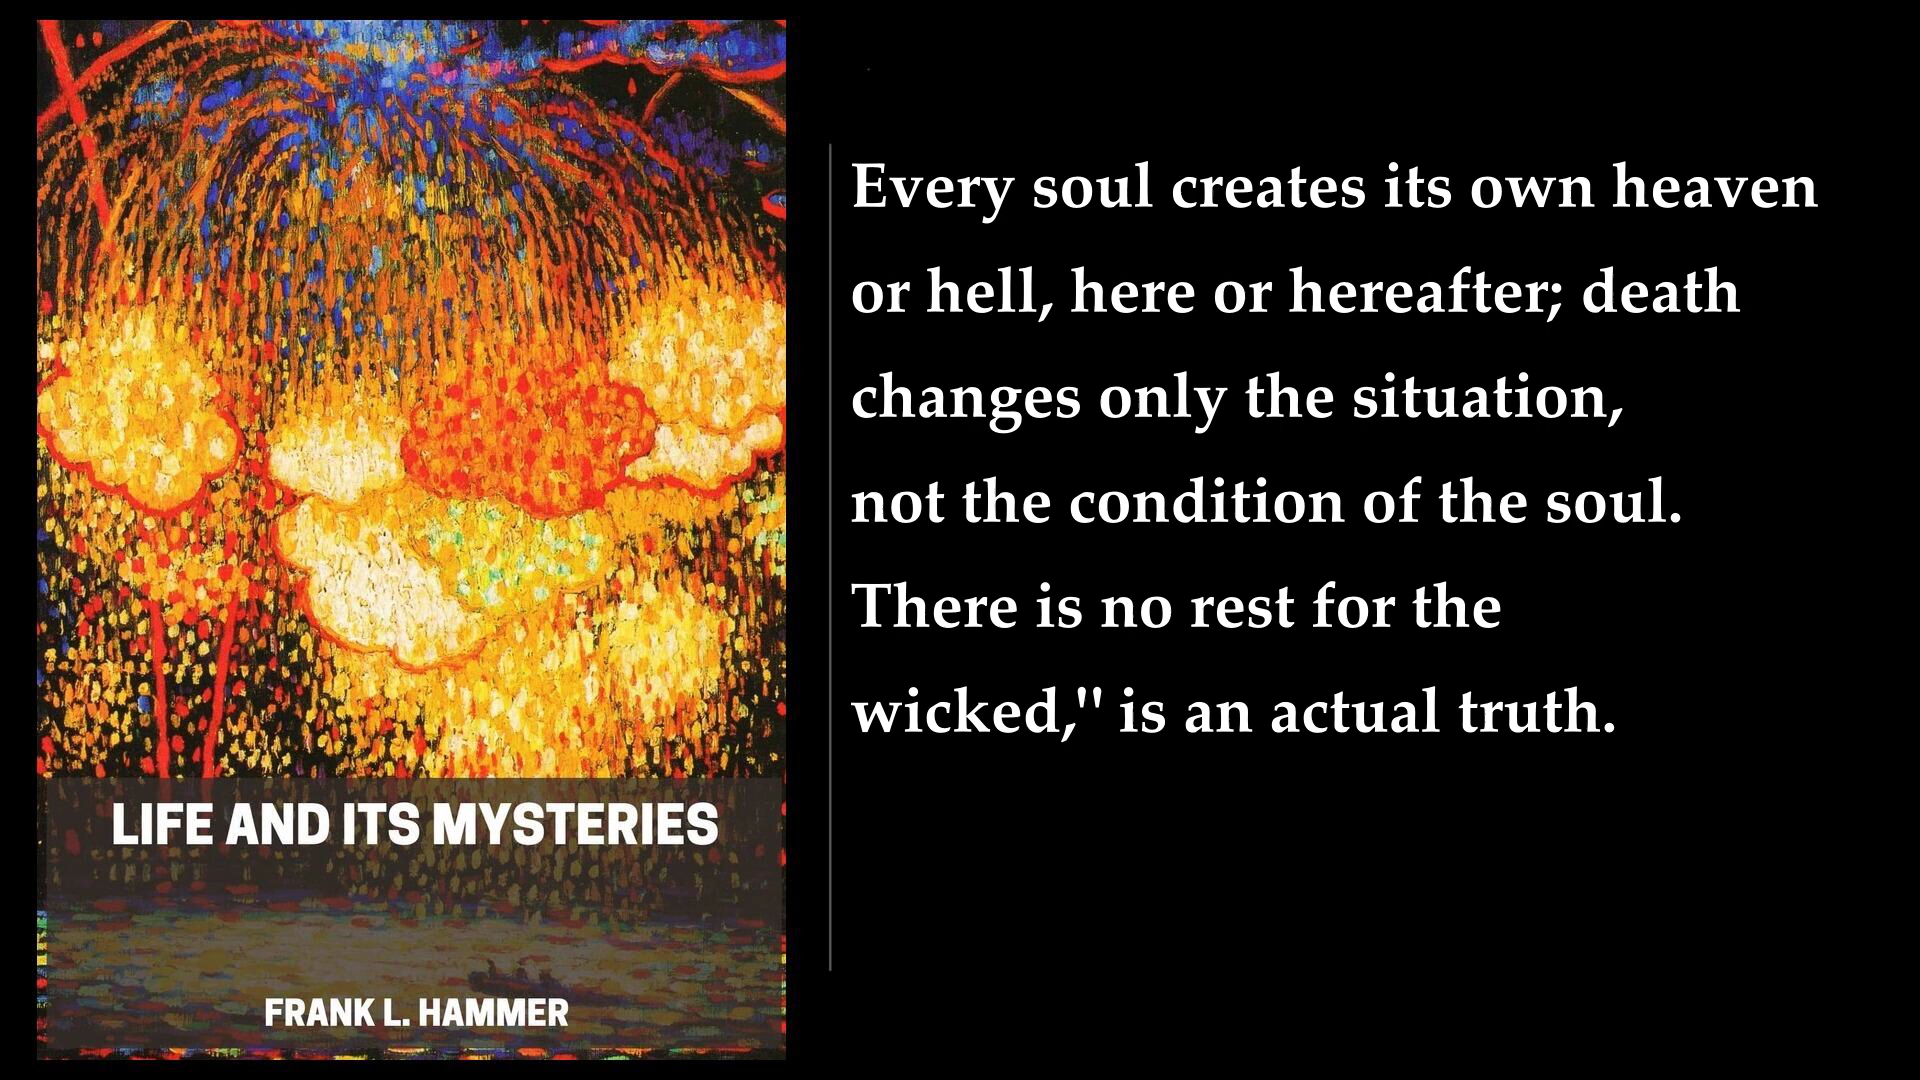 LIFE AND ITS MYSTERIES
FRANK L. HAMMER
Every soul creates its own heaven
or hell, here or hereafter; death
changes only the situation,
not the condition of the soul.
There is no rest for the
wicked," is an actual truth.